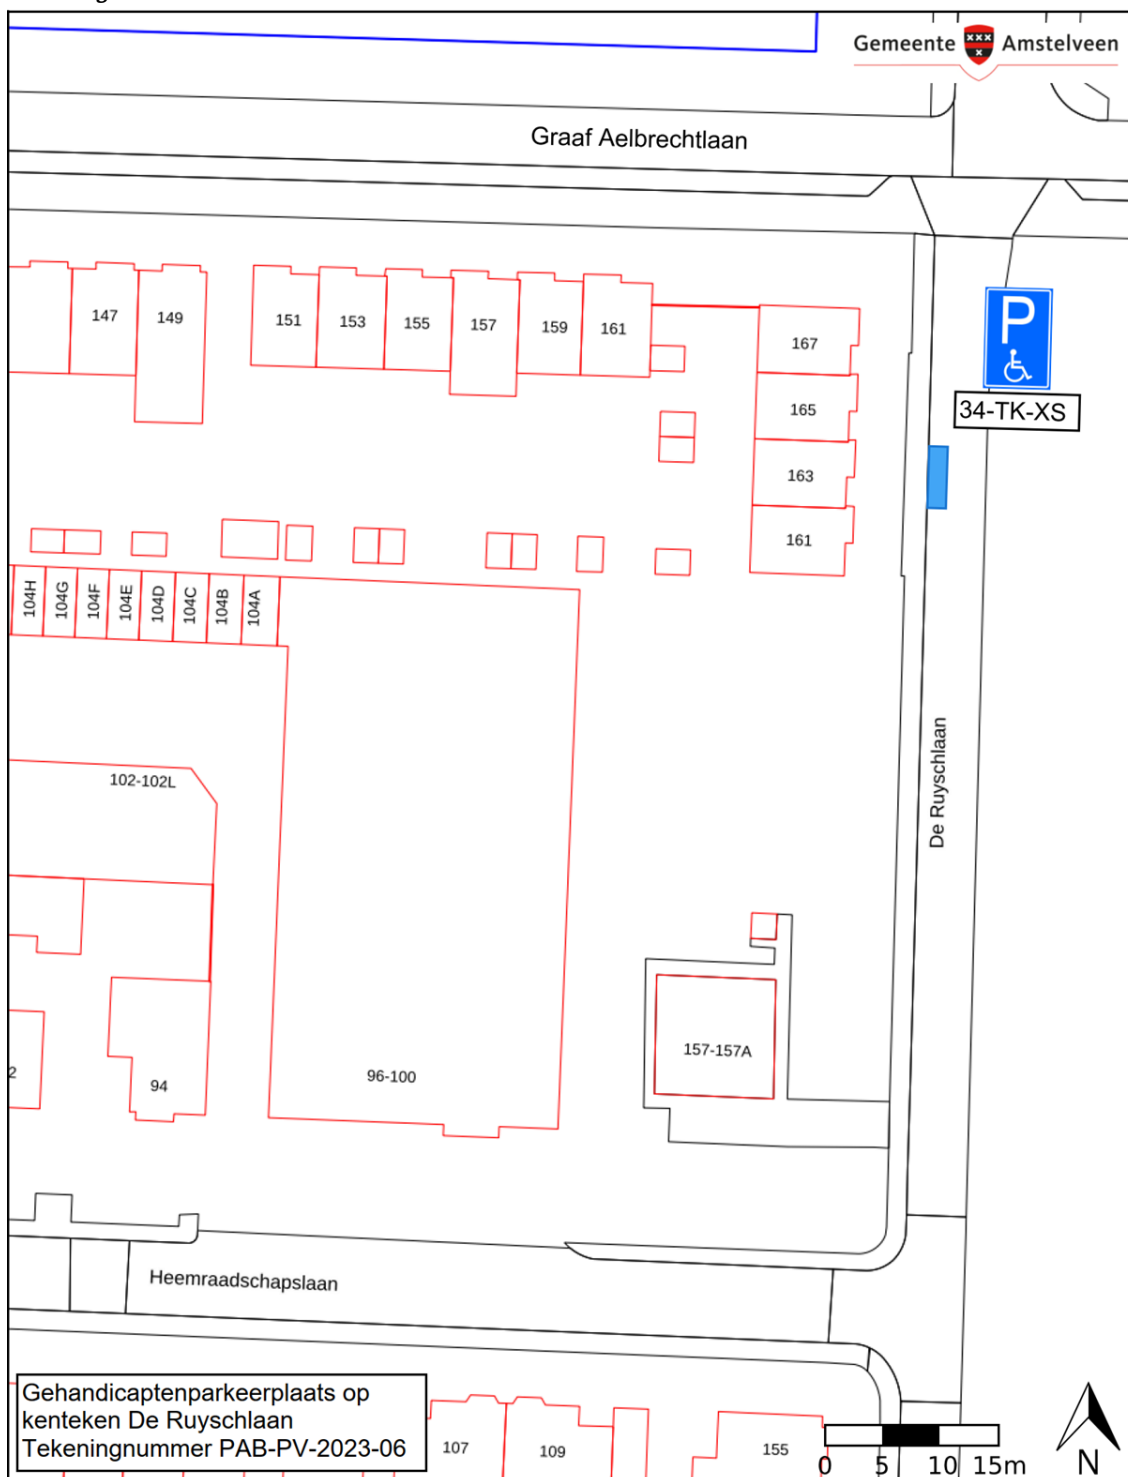 Gemeente Amstelveen
Graaf Aelbrechtlaan
147
149
151
153
155
157
159
161
167
165
163
161
P
34-TK-XS
104H
104G
104F
104E
104D
104C
104B
104A
102-102L
De Ruyschlaan
157-157A
96-100
94
2
Heemraadschapslaan
Gehandicaptenparkeerplaats op
kenteken De Ruyschlaan
Tekeningnummer PAB-PV-2023-06
107
109
155
0 5 10 15m
N